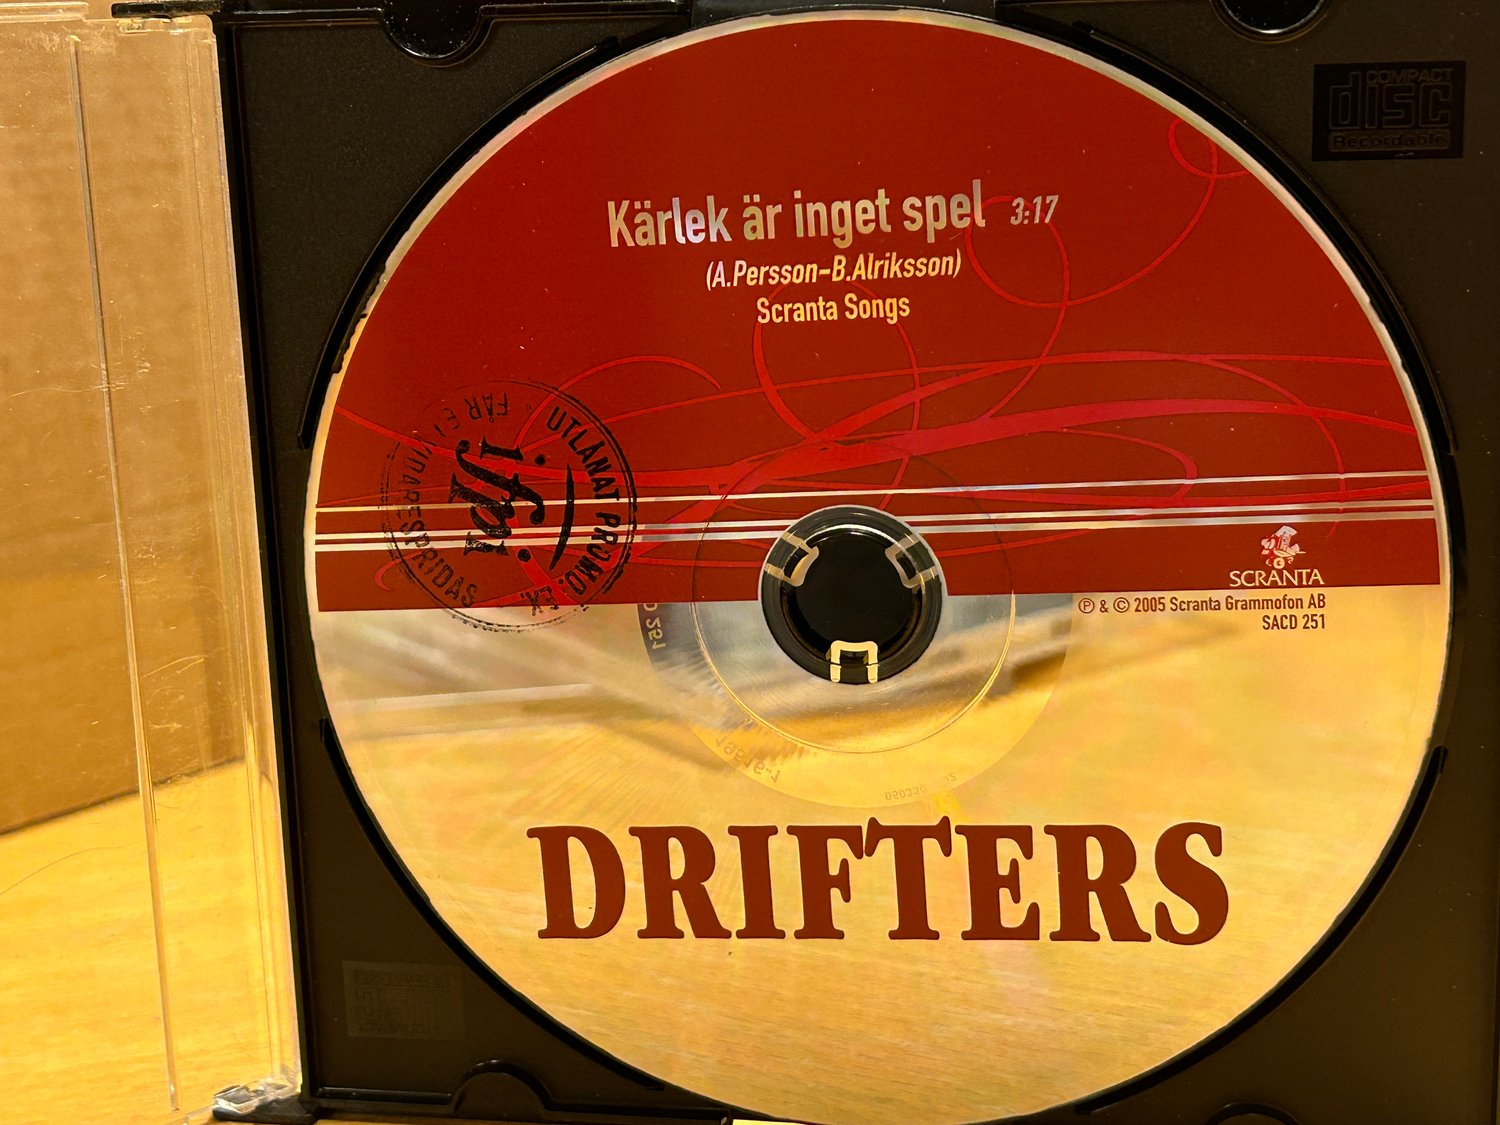 COMPACT
disc
Recordable
Kärlek är inget spel 3:17
(A.Persson-B.Alriksson)
Scranta Songs
UTLÅNAT PROMO. EX.
FÅR EJ VIDARESPRIDAS
ifpi
SCRANTA
Ⓟ & © 2005 Scranta Grammofon AB
SACD 251
DRIFTERS